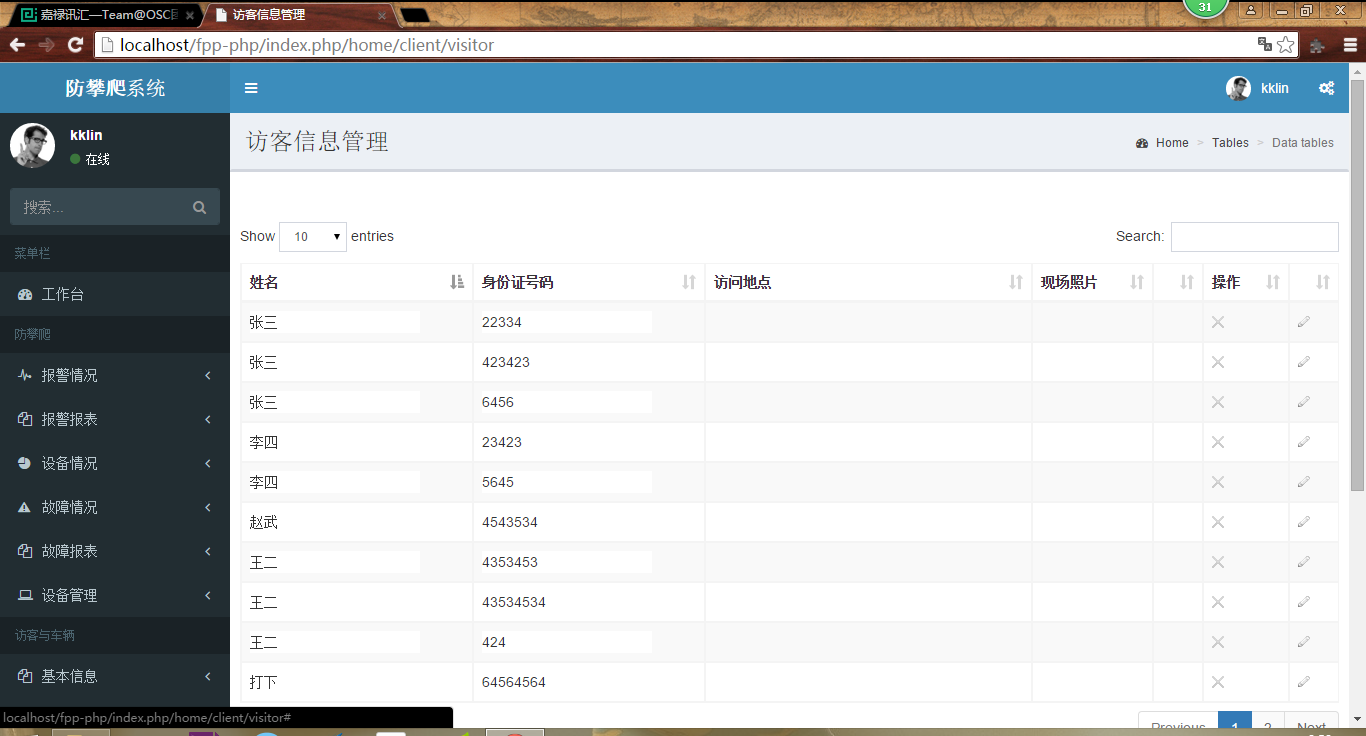 嘉禄讯汇—Team@OSC
访客信息管理
31
localhost/fpp-php/index.php/home/client/visitor
防攀爬系统
kklin
kklin
在线
访客信息管理
Home > Tables > Data tables
搜索...
菜单栏
工作台
防攀爬
报警情况
报警报表
设备情况
故障情况
故障报表
设备管理
访客与车辆
基本信息
Show 10 entries
Search:
姓名 身份证号码 访问地点 现场照片 操作
张三 22334
张三 423423
张三 6456
李四 23423
李四 5645
赵武 4543534
王二 4353453
王二 43534534
王二 424
打下 64564564
Previous 1 2 Next
localhost/fpp-php/index.php/home/client/visitor#